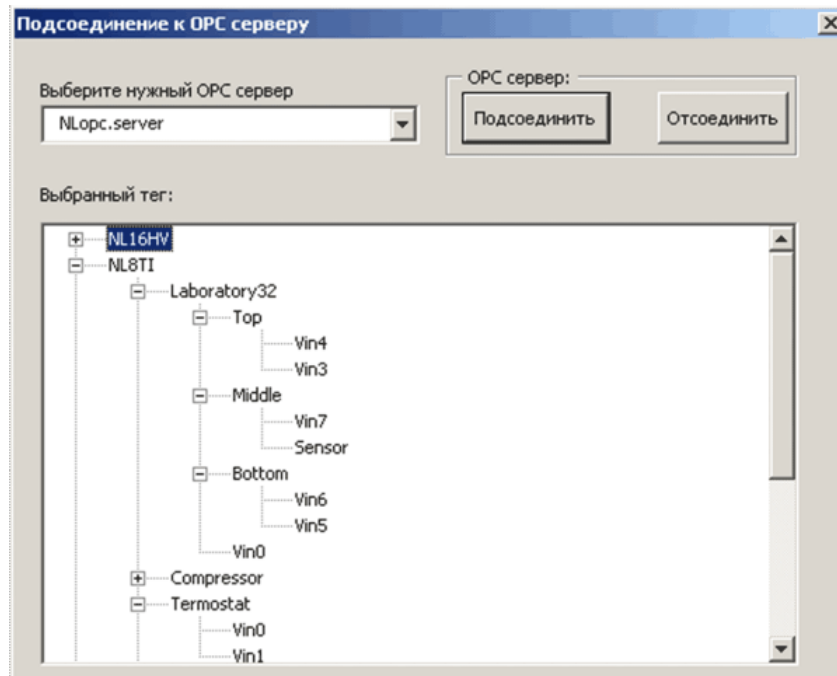 Подсоединение к OPC серверу
Выберите нужный OPC сервер
NLopc.server
OPC сервер:
Подсоединить
Отсоединить
Выбранный тег:
NL16HV
NL8TI
Laboratory32
Top
Vin4
Vin3
Middle
Vin7
Sensor
Bottom
Vin6
Vin5
Vin0
Compressor
Termostat
Vin0
Vin1